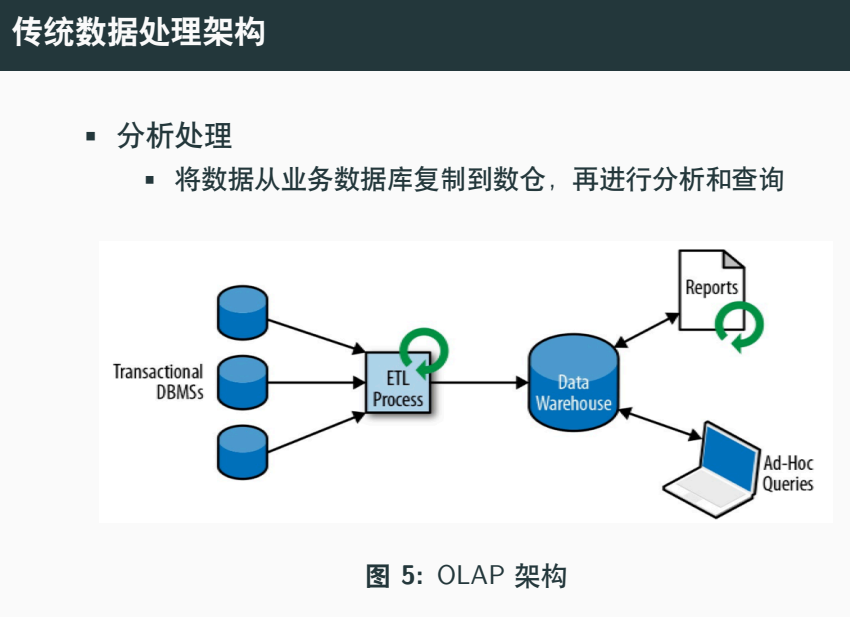 传统数据处理架构
分析处理
将数据从业务数据库复制到数仓，再进行分析和查询
Transactional
DBMSs
ETL
Process
Data
Warehouse
Reports
Ad-Hoc
Queries
图 5: OLAP 架构